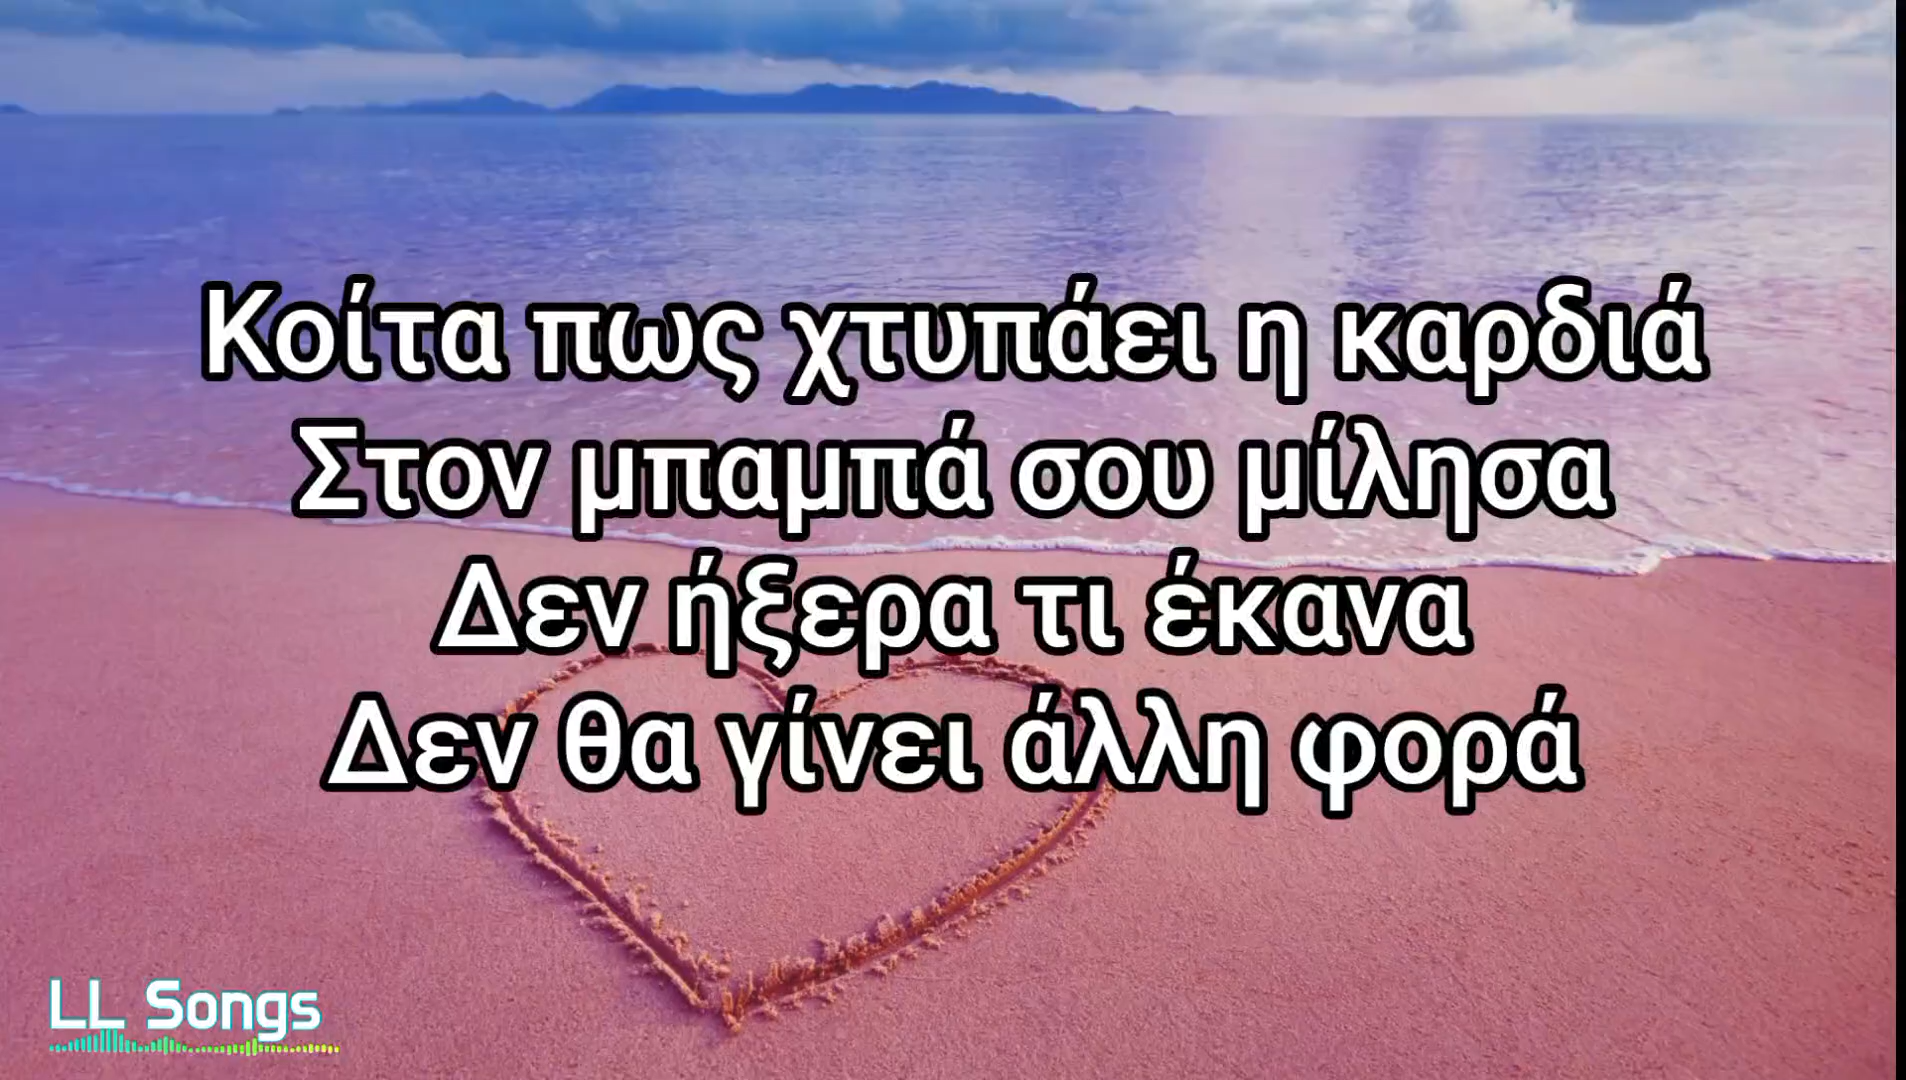 Κοίτα πως χτυπάει η καρδιά
Στον μπαμπά σου μίλησα
Δεν ήξερα τι έκανα
Δεν θα γίνει άλλη φορά
LL Songs